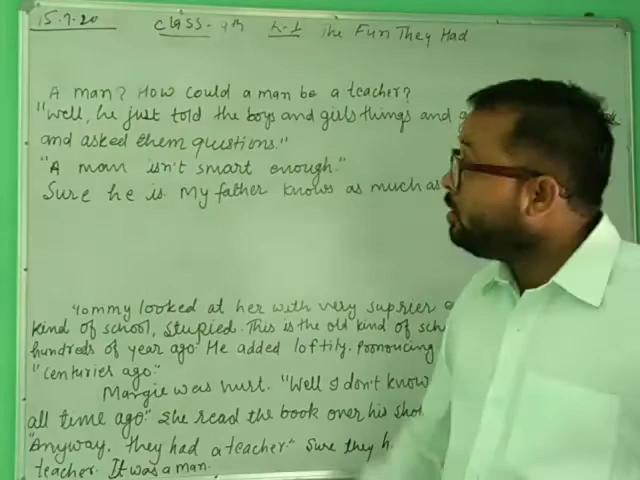 15.7.20 Class- 9th L-1 The Fun They Had
A man? How could a man be a teacher?
"Well, he just told the boys and girls things and g
and asked them questions."
"A man isn't smart enough."
Sure he is. My father knows as much as
Tommy looked at her with very suprier
kind of school, stupied. This is the old kind of sch
hundreds of year ago. He added loftily. Pronoucing
"centuries ago."
Margie was hurt. "Well I don't know
all time ago." She read the book over his sho
"Anyway, they had a teacher." Sure they h
teacher. It was a man.